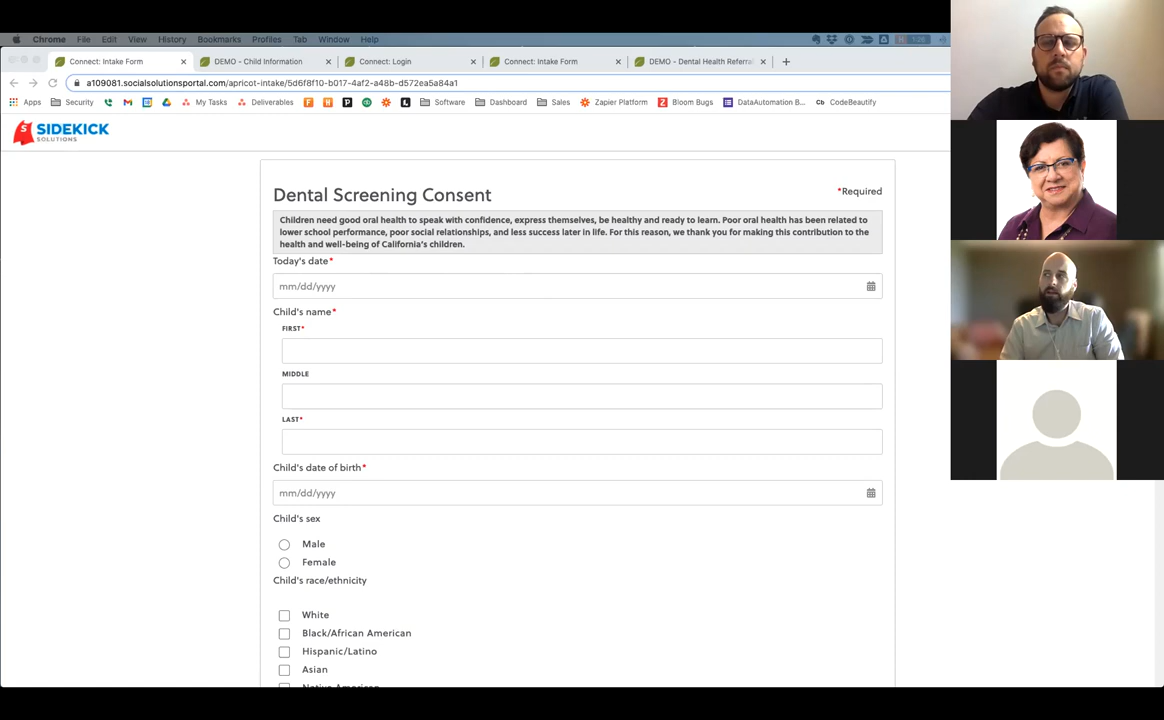 Chrome File Edit View History Bookmarks Profiles Tab Window Help
Connect: Intake Form DEMO - Child Information Connect: Login Connect: Intake Form DEMO - Dental Health Referral
a109081.socialsolutionsportal.com/apricot-intake/5d6f8f10-b017-4af2-a48b-d572ea5a84a1
Apps Security My Tasks Deliverables Software Dashboard Sales Zapier Platform Bloom Bugs DataAutomation B... Cb CodeBeautify
SIDEKICK
SOLUTIONS
Dental Screening Consent
*Required
Children need good oral health to speak with confidence, express themselves, be healthy and ready to learn. Poor oral health has been related to
lower school performance, poor social relationships, and less success later in life. For this reason, we thank you for making this contribution to the
health and well-being of California's children.
Today's date*
mm/dd/yyyy
Child's name*
FIRST*
MIDDLE
LAST*
Child's date of birth*
mm/dd/yyyy
Child's sex
Male
Female
Child's race/ethnicity
White
Black/African American
Hispanic/Latino
Asian
Native American